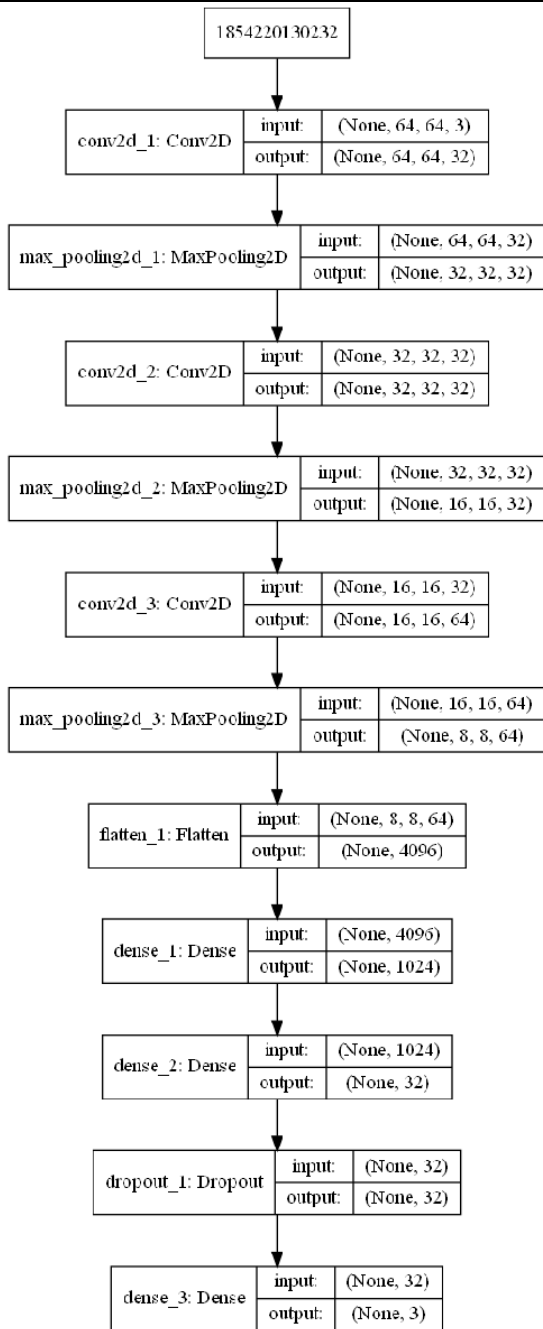 1854220130232
conv2d_1: Conv2D
input: (None, 64, 64, 3)
output: (None, 64, 64, 32)
max_pooling2d_1: MaxPooling2D
input: (None, 64, 64, 32)
output: (None, 32, 32, 32)
conv2d_2: Conv2D
input: (None, 32, 32, 32)
output: (None, 32, 32, 32)
max_pooling2d_2: MaxPooling2D
input: (None, 32, 32, 32)
output: (None, 16, 16, 32)
conv2d_3: Conv2D
input: (None, 16, 16, 32)
output: (None, 16, 16, 64)
max_pooling2d_3: MaxPooling2D
input: (None, 16, 16, 64)
output: (None, 8, 8, 64)
flatten_1: Flatten
input: (None, 8, 8, 64)
output: (None, 4096)
dense_1: Dense
input: (None, 4096)
output: (None, 1024)
dense_2: Dense
input: (None, 1024)
output: (None, 32)
dropout_1: Dropout
input: (None, 32)
output: (None, 32)
dense_3: Dense
input: (None, 32)
output: (None, 3)